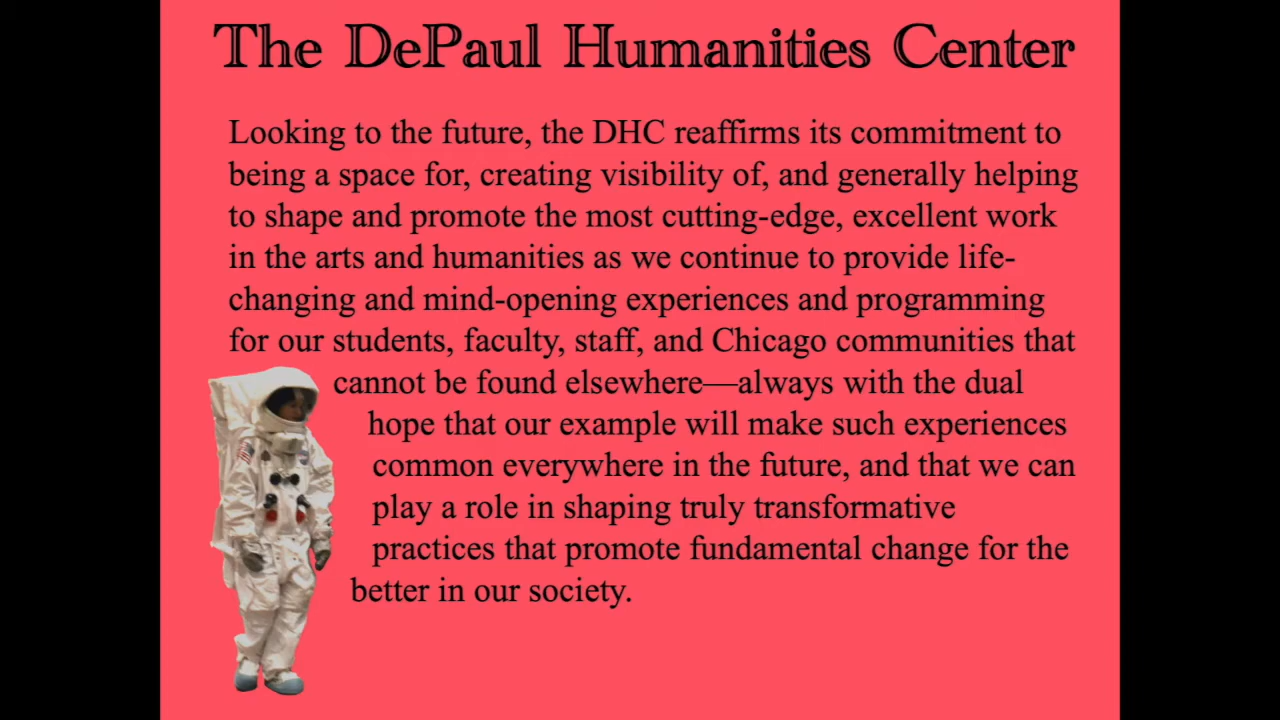 The DePaul Humanities Center
Looking to the future, the DHC reaffirms its commitment to
being a space for, creating visibility of, and generally helping
to shape and promote the most cutting-edge, excellent work
in the arts and humanities as we continue to provide life-
changing and mind-opening experiences and programming
for our students, faculty, staff, and Chicago communities that
cannot be found elsewhere—always with the dual
hope that our example will make such experiences
common everywhere in the future, and that we can
play a role in shaping truly transformative
practices that promote fundamental change for the
better in our society.